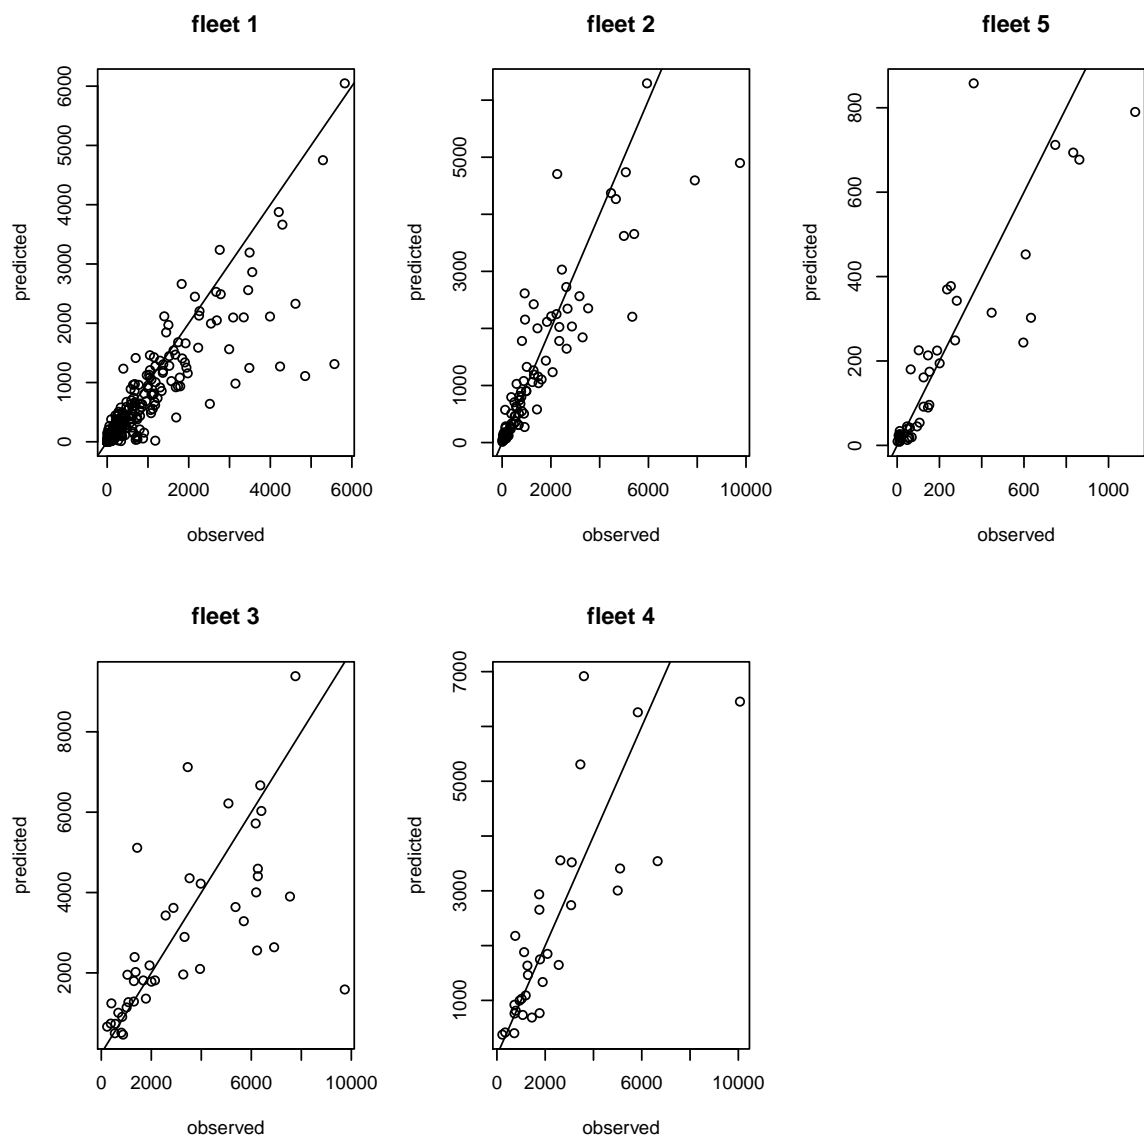 fleet 1
predicted
0 1000 2000 3000 4000 5000 6000
0 2000 4000 6000
observed
fleet 2
predicted
0 1000 3000 5000
0 2000 6000 10000
observed
fleet 5
predicted
0 200 400 600 800
0 200 600 1000
observed
fleet 3
predicted
2000 4000 6000 8000
0 2000 6000 10000
observed
fleet 4
predicted
1000 3000 5000 7000
0 2000 6000 10000
observed